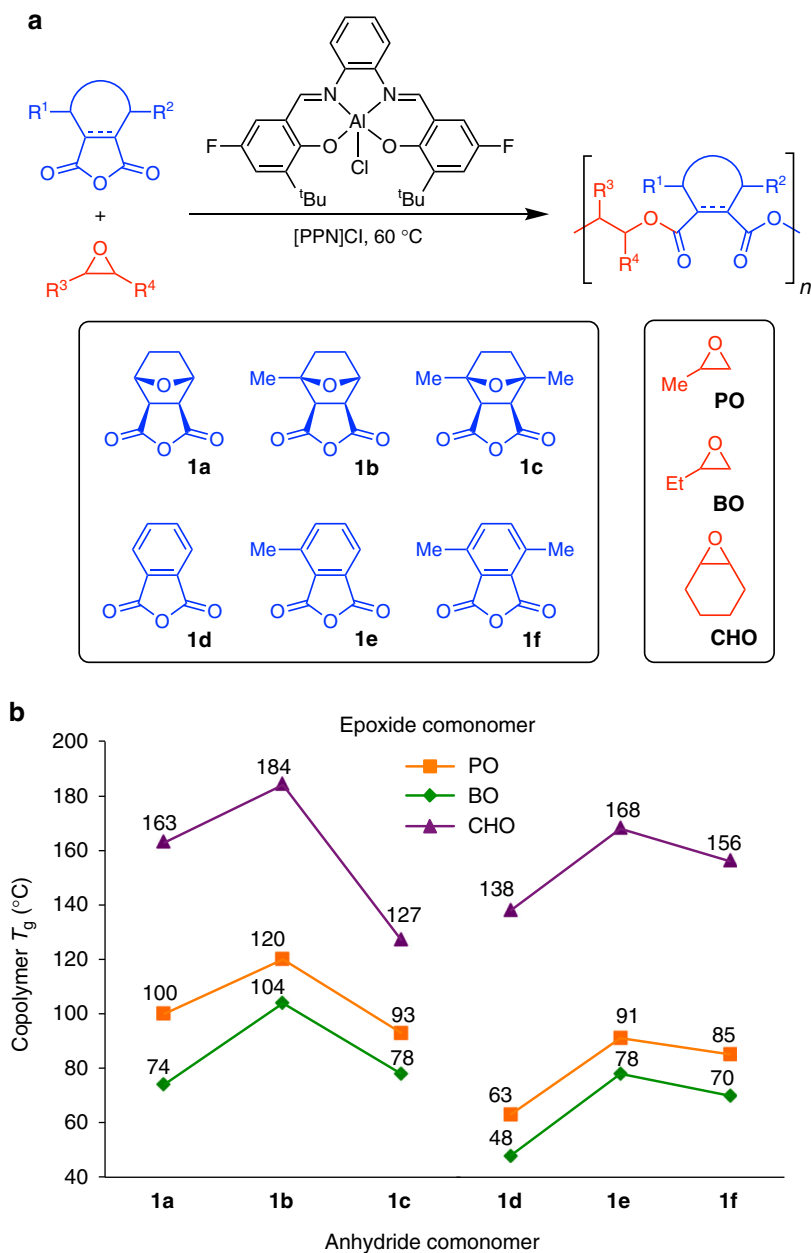 a
R1 R2
O O O
+
O
R3 R4
N N
Al
F O O F
Cl
tBu tBu
[PPN]Cl, 60 °C
R3 R1 R2
O O
R4 O O
n
O
O O O
1a
Me
O
O O O
1b
Me Me
O
O O O
1c
O O O
1d
Me
O O O
1e
Me Me
O O O
1f
O
Me
PO
O
Et
BO
O
CHO
b
Epoxide comonomer
PO
BO
CHO
Copolymer Tg (°C)
200
180
160
140
120
100
80
60
40
163
184
127
138
168
156
100
120
93
63
91
85
74
104
78
48
78
70
1a 1b 1c 1d 1e 1f
Anhydride comonomer